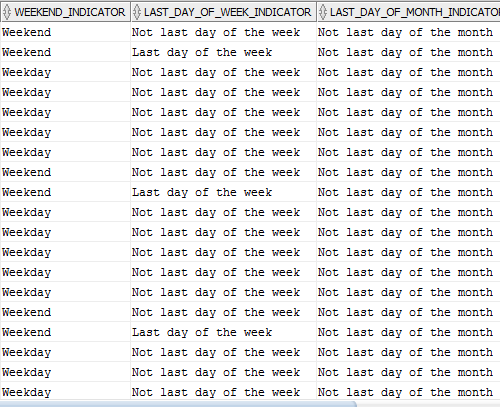 WEEKEND_INDICATOR LAST_DAY_OF_WEEK_INDICATOR LAST_DAY_OF_MONTH_INDICATO
Weekend Not last day of the week Not last day of the month
Weekend Last day of the week Not last day of the month
Weekday Not last day of the week Not last day of the month
Weekday Not last day of the week Not last day of the month
Weekday Not last day of the week Not last day of the month
Weekday Not last day of the week Not last day of the month
Weekday Not last day of the week Not last day of the month
Weekend Not last day of the week Not last day of the month
Weekend Last day of the week Not last day of the month
Weekday Not last day of the week Not last day of the month
Weekday Not last day of the week Not last day of the month
Weekday Not last day of the week Not last day of the month
Weekday Not last day of the week Not last day of the month
Weekday Not last day of the week Not last day of the month
Weekend Not last day of the week Not last day of the month
Weekend Last day of the week Not last day of the month
Weekday Not last day of the week Not last day of the month
Weekday Not last day of the week Not last day of the month
Weekday Not last day of the week Not last day of the month